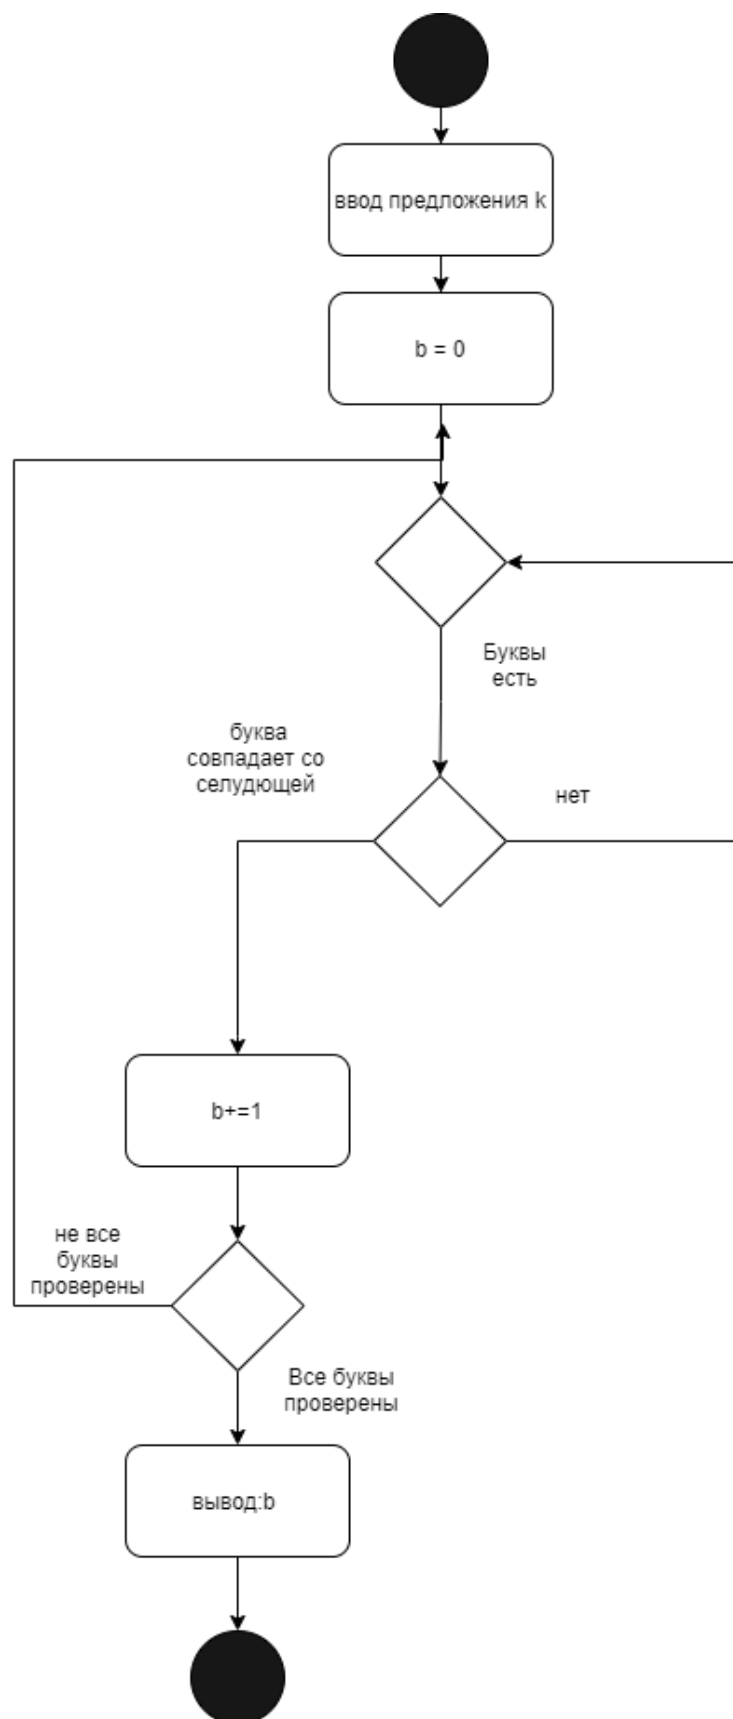 ввод предложения k
b = 0
Буквы
есть
буква
совпадает со
селудющей
нет
b+=1
не все
буквы
проверены
Все буквы
проверены
вывод:b